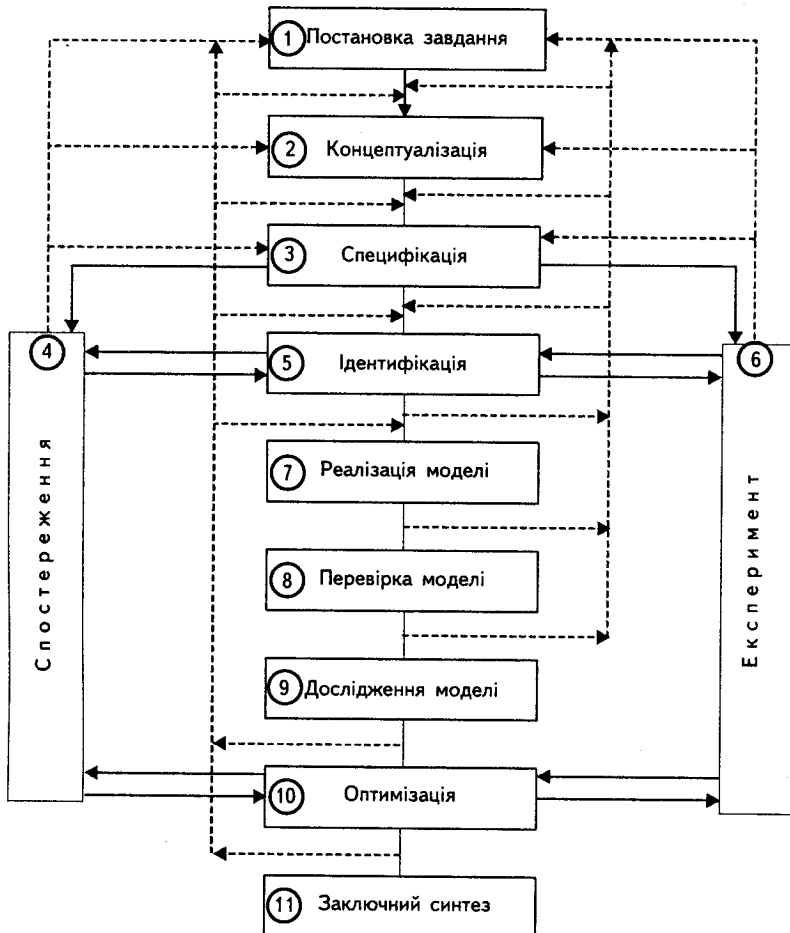 1 Постановка завдання
2 Концептуалізація
3 Специфікація
4 Спостереження
5 Ідентифікація
6 Експеримент
7 Реалізація моделі
8 Перевірка моделі
9 Дослідження моделі
10 Оптимізація
11 Заключний синтез